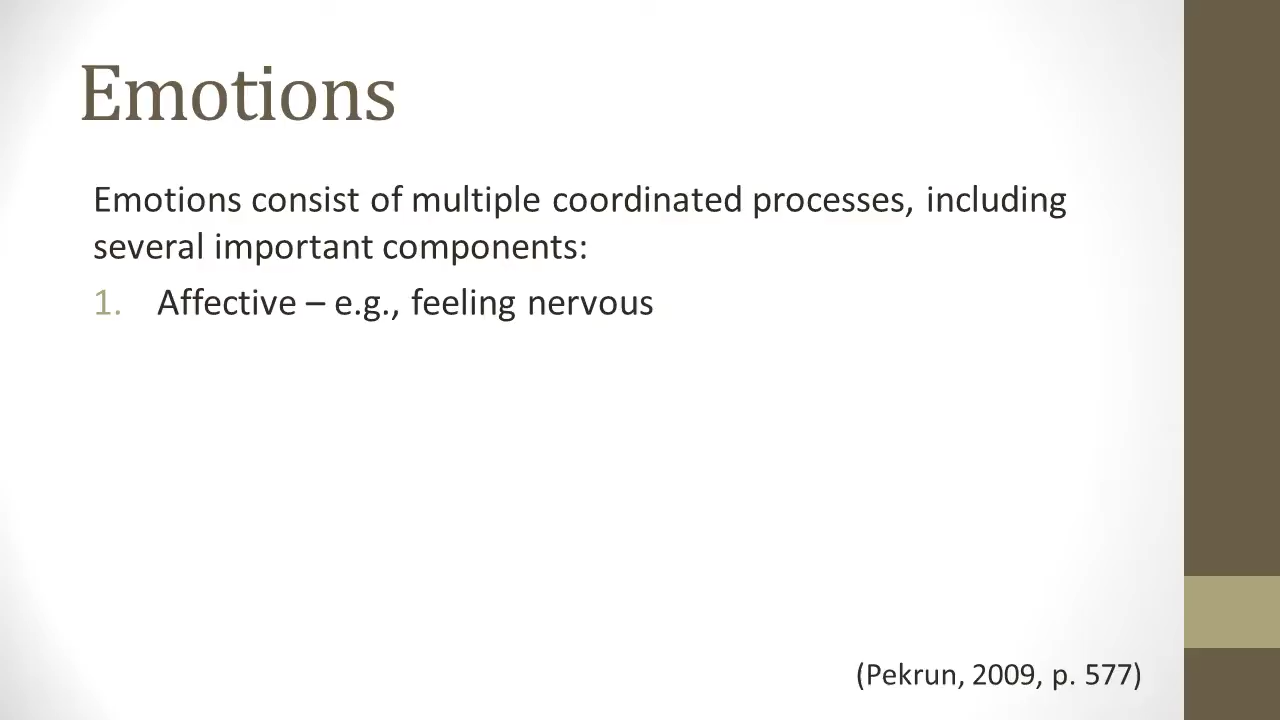 Emotions
Emotions consist of multiple coordinated processes, including
several important components:
1. Affective – e.g., feeling nervous
(Pekrun, 2009, p. 577)